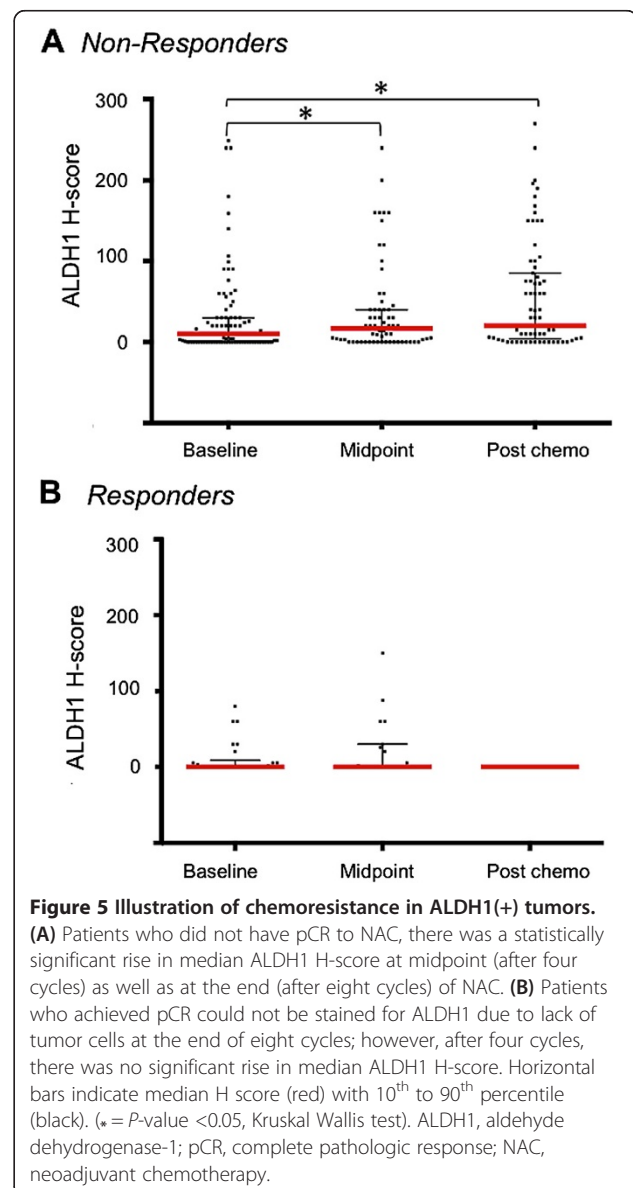 A Non-Responders
*
*
300
200
100
0
ALDH1 H-score
Baseline Midpoint Post chemo
B Responders
300
200
100
0
ALDH1 H-score
Baseline Midpoint Post chemo
Figure 5 Illustration of chemoresistance in ALDH1(+) tumors.
(A) Patients who did not have pCR to NAC, there was a statistically
significant rise in median ALDH1 H-score at midpoint (after four
cycles) as well as at the end (after eight cycles) of NAC. (B) Patients
who achieved pCR could not be stained for ALDH1 due to lack of
tumor cells at the end of eight cycles; however, after four cycles,
there was no significant rise in median ALDH1 H-score. Horizontal
bars indicate median H score (red) with 10th to 90th percentile
(black). (* = P-value <0.05, Kruskal Wallis test). ALDH1, aldehyde
dehydrogenase-1; pCR, complete pathologic response; NAC,
neoadjuvant chemotherapy.